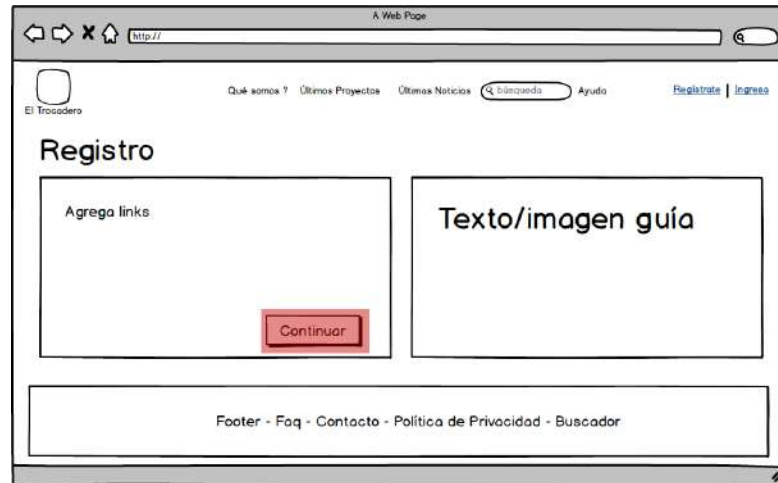 A Web Page
http://
El Trocadero
Qué somos ? Últimos Proyectos Últimas Noticias búsqueda Ayuda Registrate | Ingresa
Registro
Agrega links
Continuar
Texto/imagen guía
Footer - Faq - Contacto - Política de Privacidad - Buscador